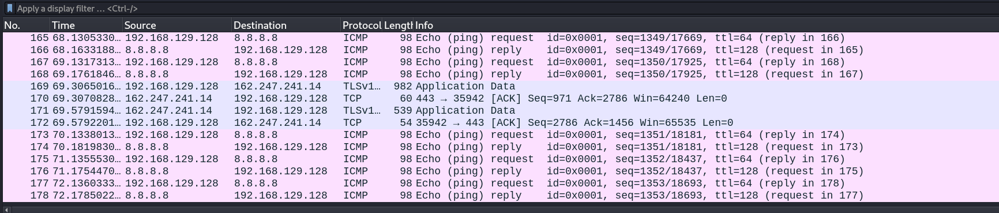 Apply a display filter … <Ctrl-/>
No. Time Source Destination Protocol Length Info
165 68.1305330… 192.168.129.128 8.8.8.8 ICMP 98 Echo (ping) request id=0x0001, seq=1349/17669, ttl=64 (reply in 166)
166 68.1633188… 8.8.8.8 192.168.129.128 ICMP 98 Echo (ping) reply id=0x0001, seq=1349/17669, ttl=128 (request in 165)
167 69.1317313… 192.168.129.128 8.8.8.8 ICMP 98 Echo (ping) request id=0x0001, seq=1350/17925, ttl=64 (reply in 168)
168 69.1761846… 8.8.8.8 192.168.129.128 ICMP 98 Echo (ping) reply id=0x0001, seq=1350/17925, ttl=128 (request in 167)
169 69.3065016… 192.168.129.128 162.247.241.14 TLSv1… 982 Application Data
170 69.3070828… 162.247.241.14 192.168.129.128 TCP 60 443 → 35942 [ACK] Seq=971 Ack=2786 Win=64240 Len=0
171 69.5791594… 162.247.241.14 192.168.129.128 TLSv1… 539 Application Data
172 69.5792201… 192.168.129.128 162.247.241.14 TCP 54 35942 → 443 [ACK] Seq=2786 Ack=1456 Win=65535 Len=0
173 70.1338013… 192.168.129.128 8.8.8.8 ICMP 98 Echo (ping) request id=0x0001, seq=1351/18181, ttl=64 (reply in 174)
174 70.1819830… 8.8.8.8 192.168.129.128 ICMP 98 Echo (ping) reply id=0x0001, seq=1351/18181, ttl=128 (request in 173)
175 71.1355530… 192.168.129.128 8.8.8.8 ICMP 98 Echo (ping) request id=0x0001, seq=1352/18437, ttl=64 (reply in 176)
176 71.1754470… 8.8.8.8 192.168.129.128 ICMP 98 Echo (ping) reply id=0x0001, seq=1352/18437, ttl=128 (request in 175)
177 72.1360333… 192.168.129.128 8.8.8.8 ICMP 98 Echo (ping) request id=0x0001, seq=1353/18693, ttl=64 (reply in 178)
178 72.1785022… 8.8.8.8 192.168.129.128 ICMP 98 Echo (ping) reply id=0x0001, seq=1353/18693, ttl=128 (request in 177)